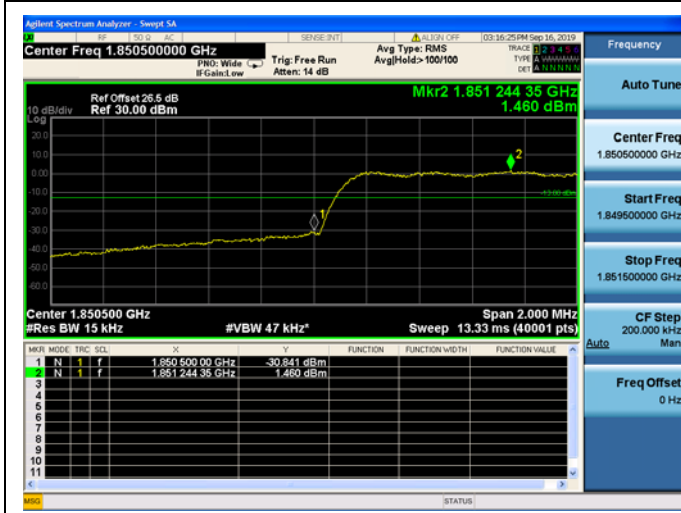 Agilent Spectrum Analyzer - Swept SA
RF 50 Ω AC SENSE:INT ALIGN OFF 03:16:25 PM Sep 16, 2019
Center Freq 1.850500000 GHz
PNO: Wide Trig: Free Run Avg Type: RMS TRACE 1 2 3 4 5 6
IFGain:Low Atten: 14 dB Avg|Hold:>100/100 TYPE A WWWWW
DET A N N N N N
Ref Offset 26.5 dB Mkr2 1.851 244 35 GHz
10 dB/div Ref 30.00 dBm 1.460 dBm
Log
20.0
10.0
2
0.00
-13.00 dBm
-10.0
-20.0
1
-30.0
-40.0
-50.0
-60.0
Center 1.850500 GHz Span 2.000 MHz
#Res BW 15 kHz #VBW 47 kHz* Sweep 13.33 ms (40001 pts)
MKR MODE TRC SCL X Y FUNCTION FUNCTION WIDTH FUNCTION VALUE
1 N 1 f 1.850 500 00 GHz -30.841 dBm
2 N 1 f 1.851 244 35 GHz 1.460 dBm
3
4
5
6
7
8
9
10
11
MSG STATUS
Frequency
Auto Tune
Center Freq
1.850500000 GHz
Start Freq
1.849500000 GHz
Stop Freq
1.851500000 GHz
CF Step
200.000 kHz
Auto Man
Freq Offset
0 Hz